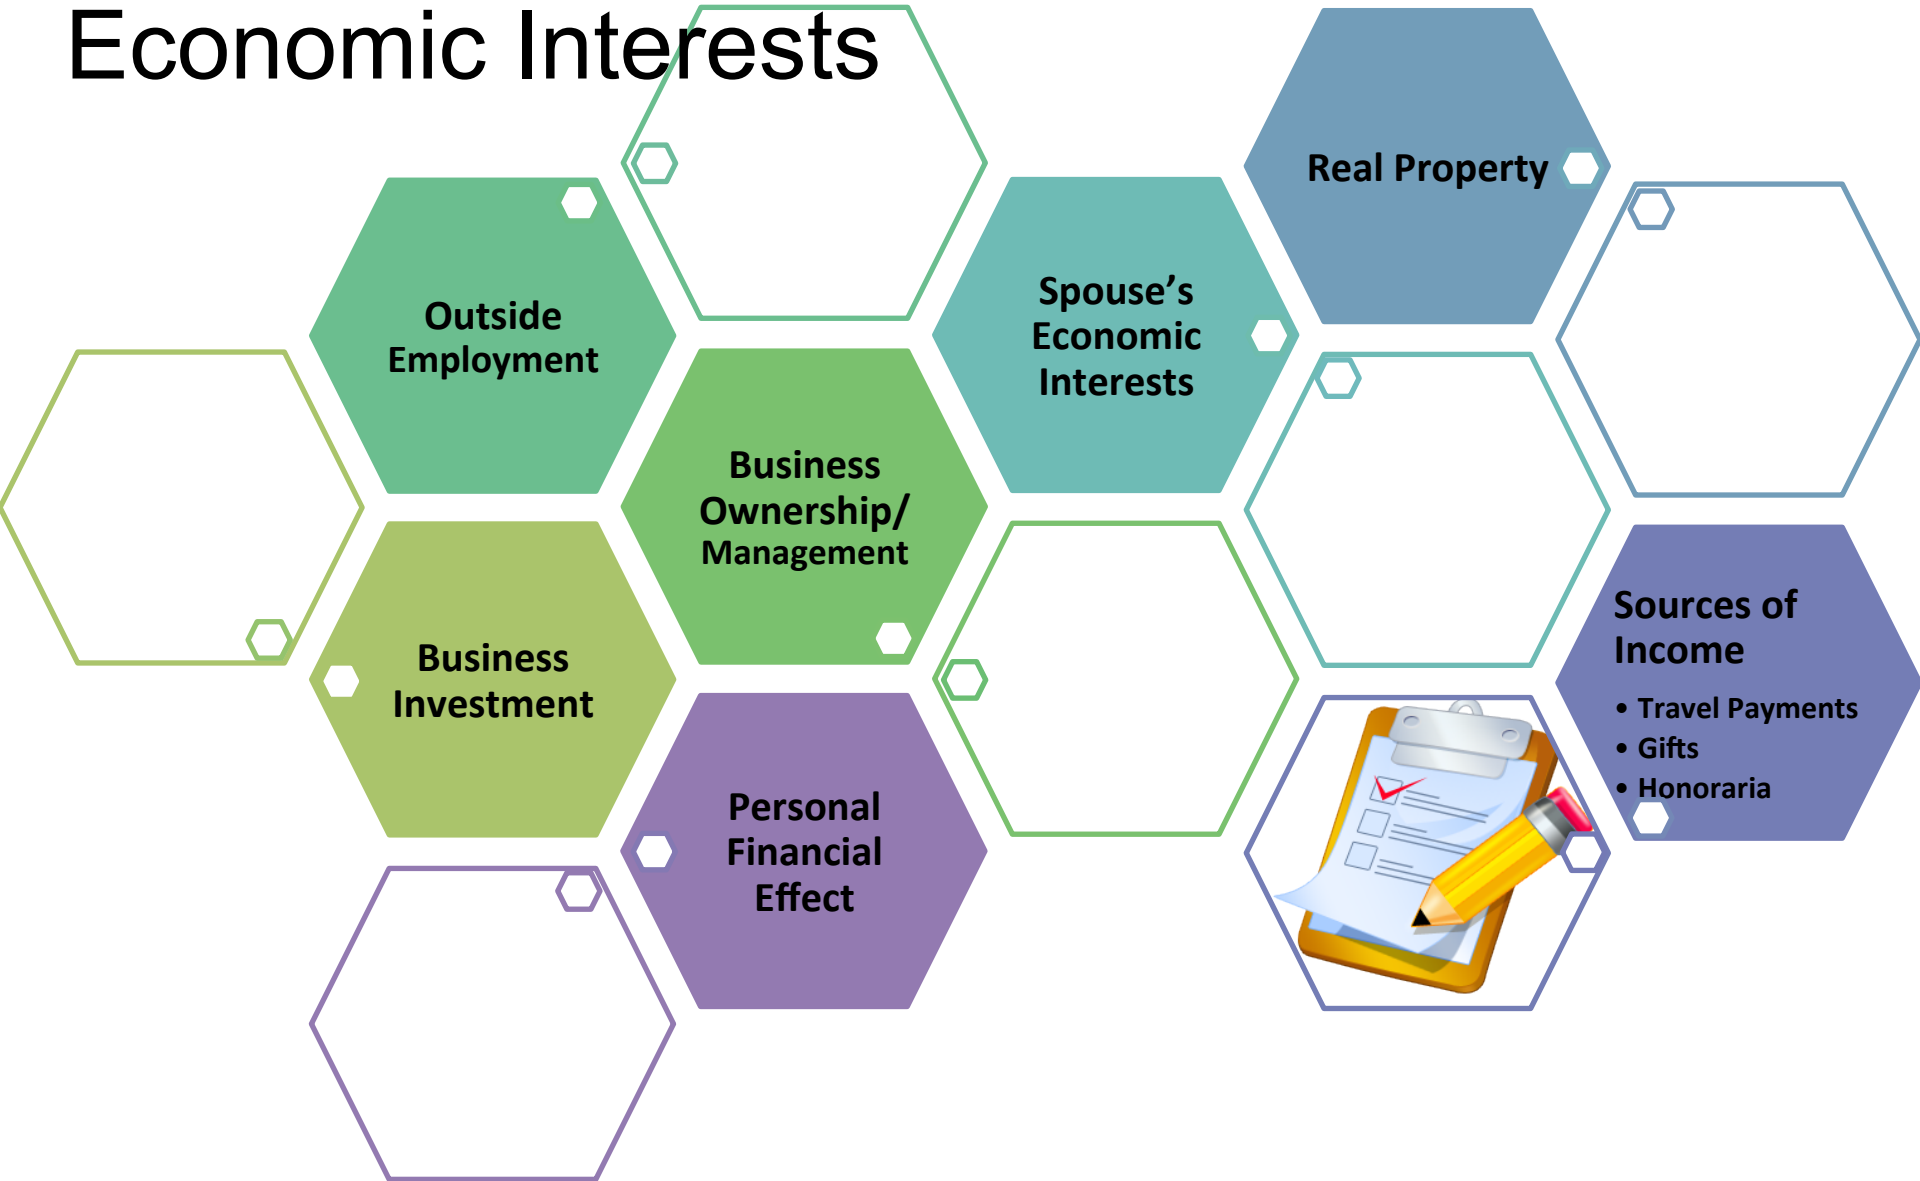 Economic Interests
Outside
Employment
Business
Investment
Business
Ownership/
Management
Personal
Financial
Effect
Spouse’s
Economic
Interests
Real Property
Sources of
Income
• Travel Payments
• Gifts
• Honoraria